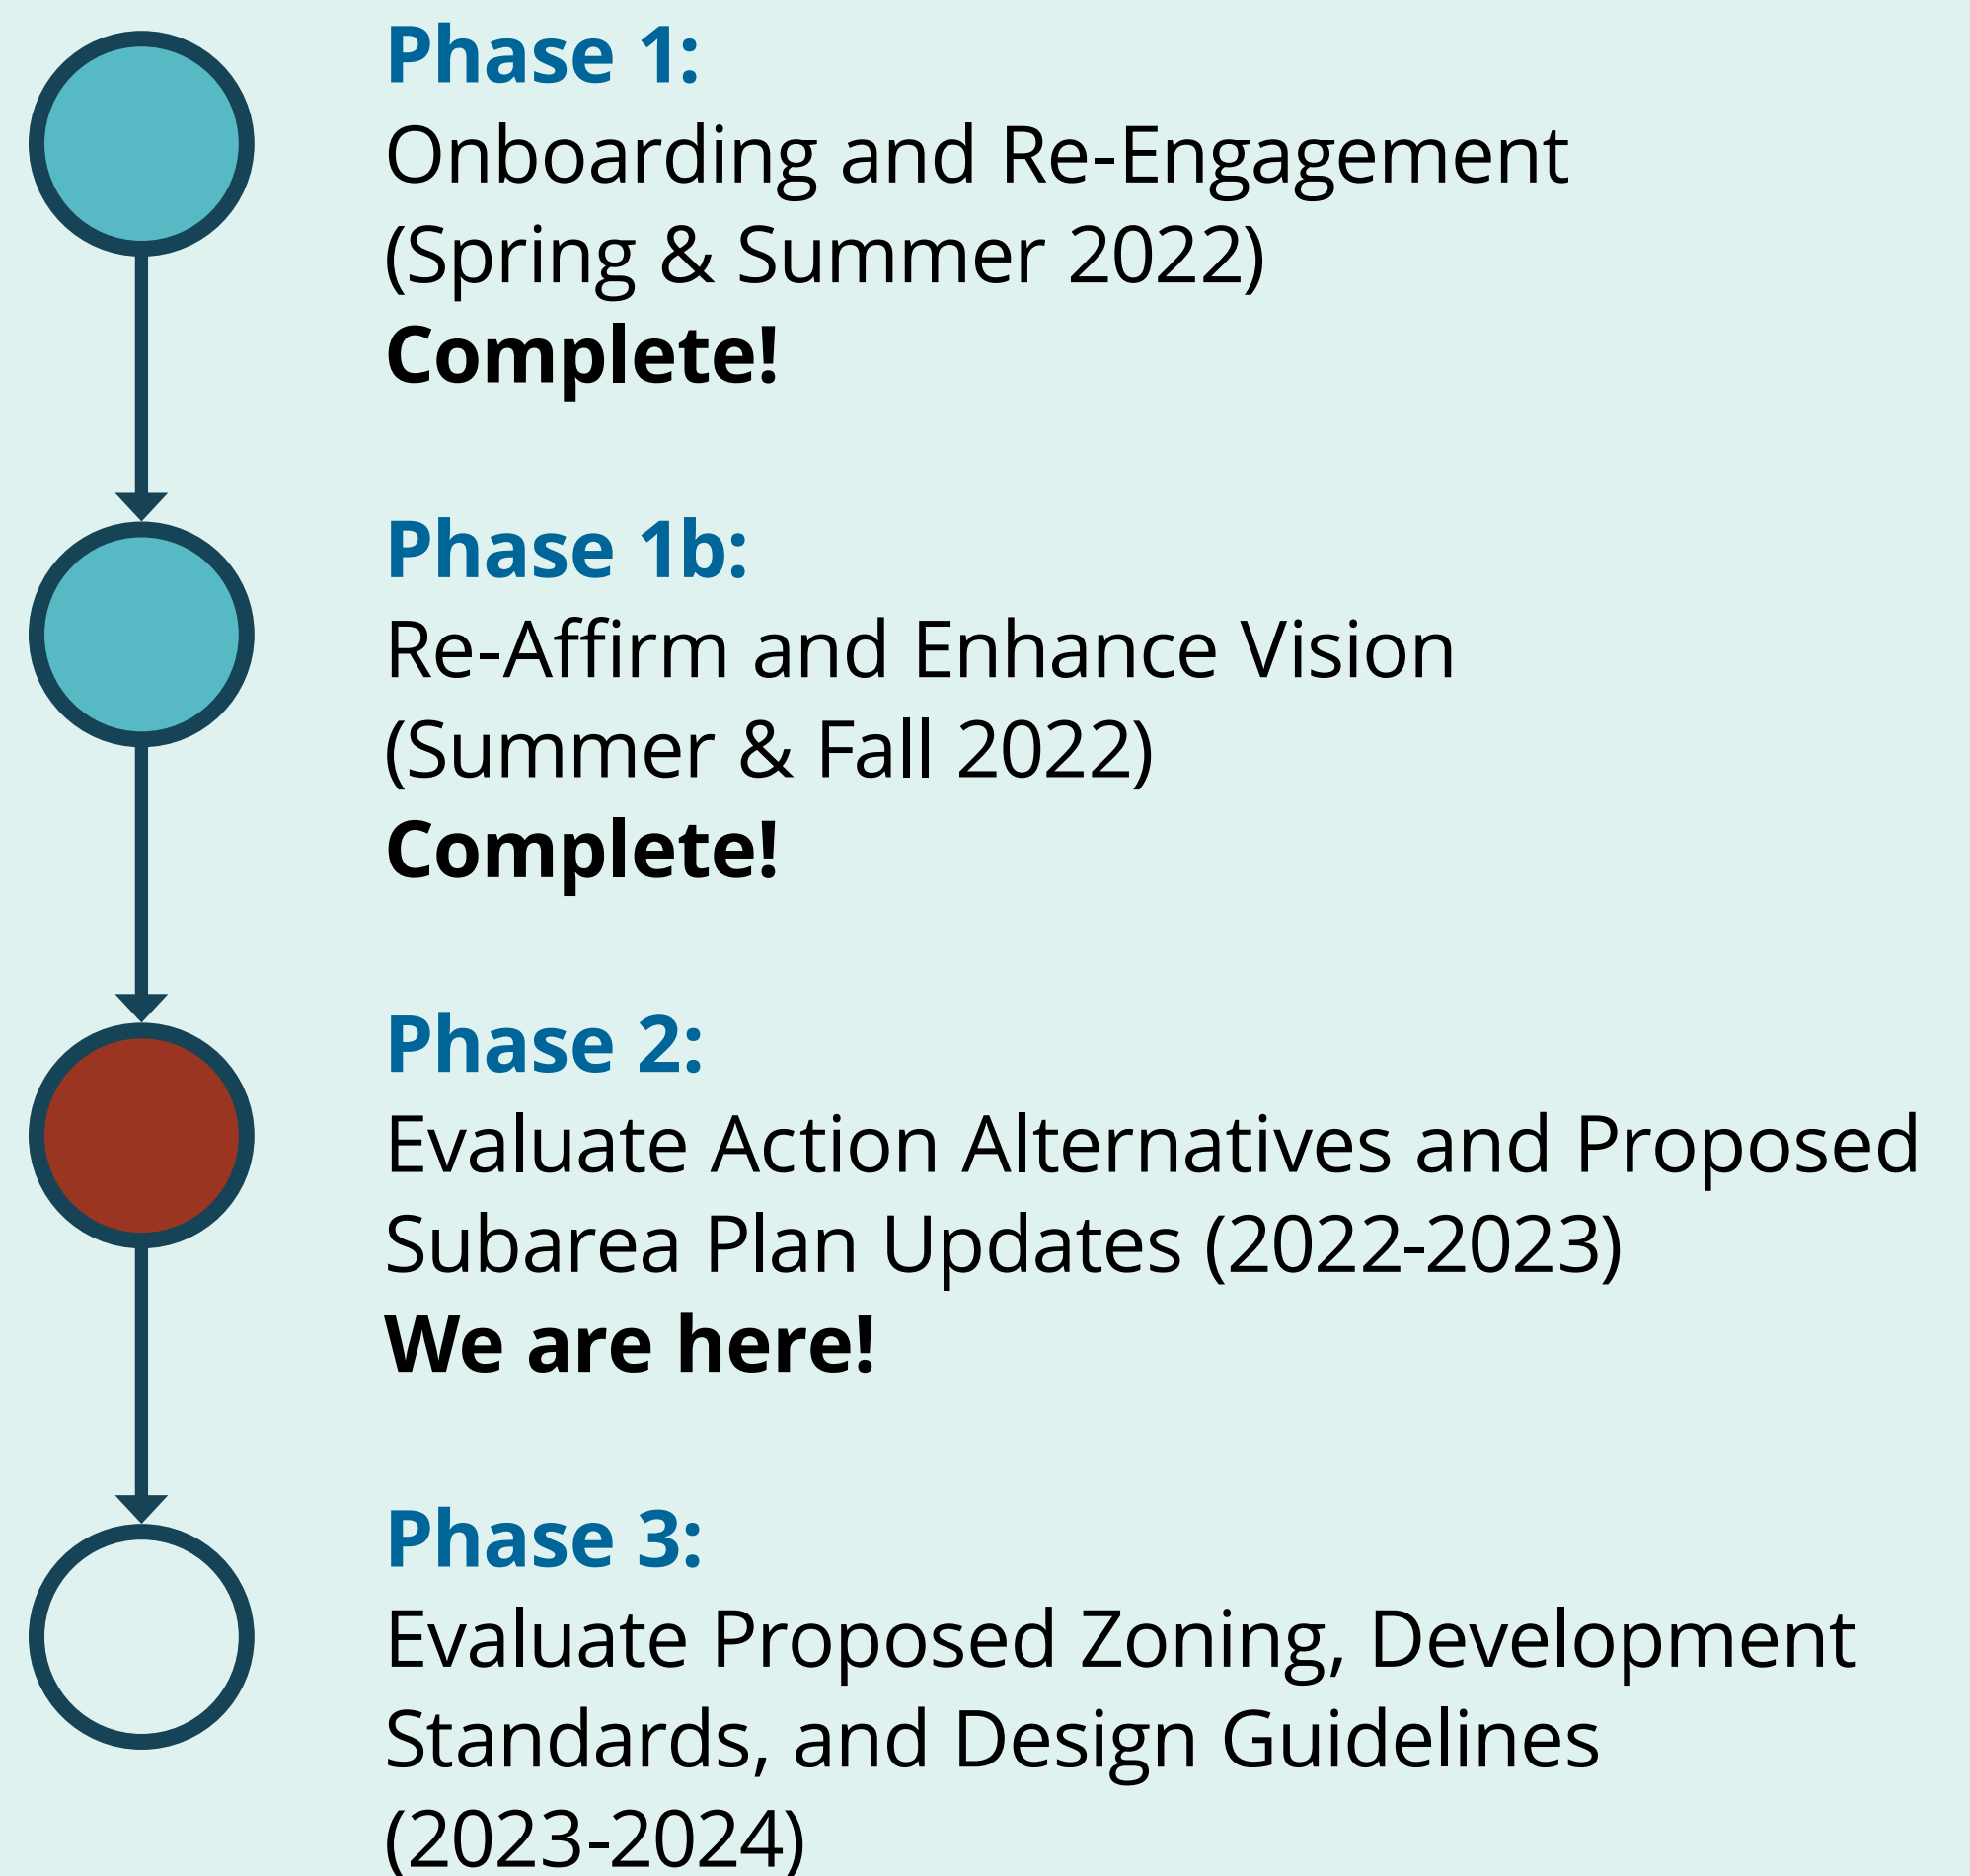 Phase 1:
Onboarding and Re-Engagement
(Spring & Summer 2022)
Complete!
Phase 1b:
Re-Affirm and Enhance Vision
(Summer & Fall 2022)
Complete!
Phase 2:
Evaluate Action Alternatives and Proposed
Subarea Plan Updates (2022-2023)
We are here!
Phase 3:
Evaluate Proposed Zoning, Development
Standards, and Design Guidelines
(2023-2024)